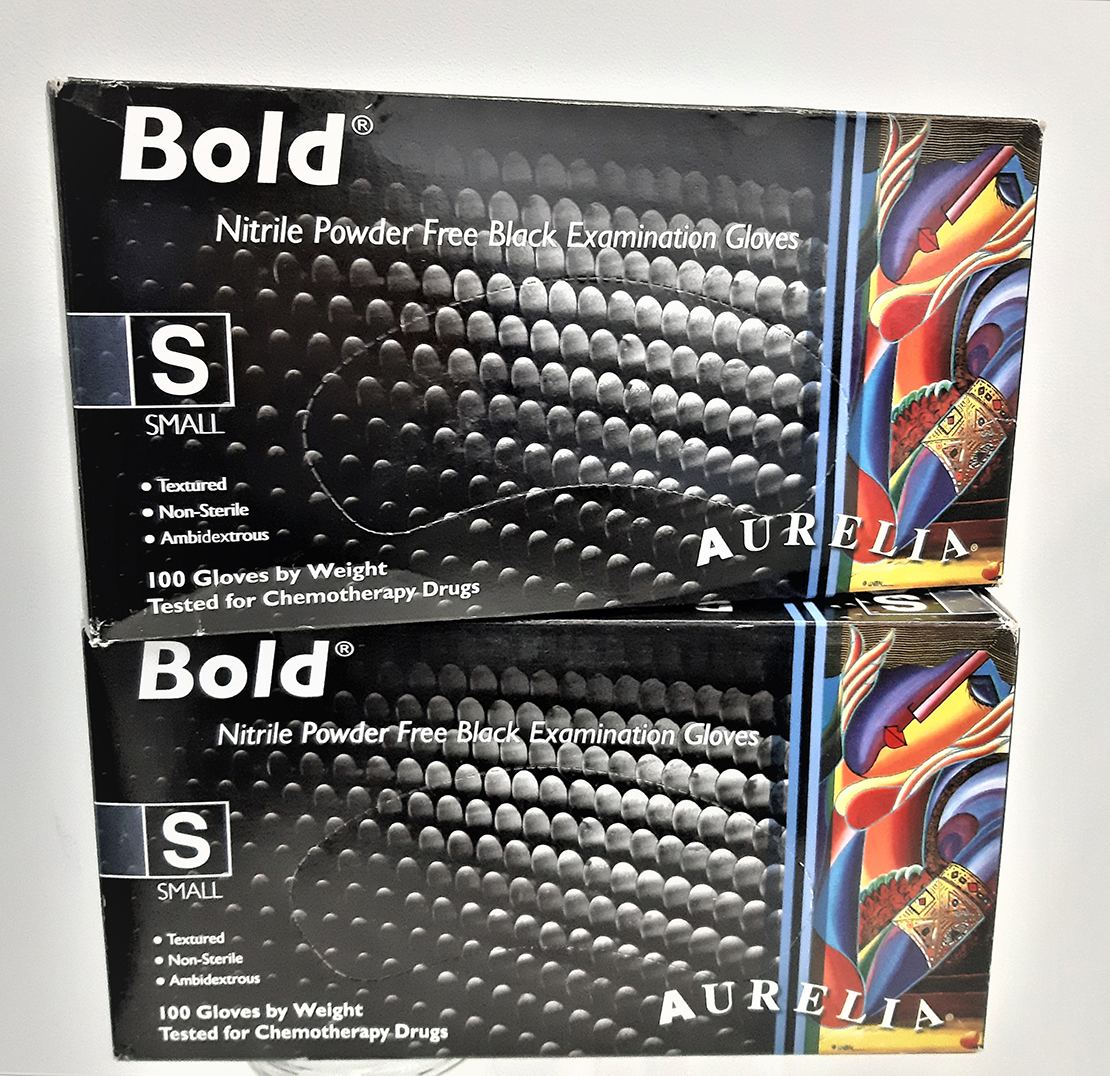 Bold®
Nitrile Powder Free Black Examination Gloves
S
SMALL
• Textured
• Non-Sterile
• Ambidextrous
100 Gloves by Weight
Tested for Chemotherapy Drugs
AURELIA®
S
Bold®
Nitrile Powder Free Black Examination Gloves
S
SMALL
• Textured
• Non-Sterile
• Ambidextrous
100 Gloves by Weight
Tested for Chemotherapy Drugs
AURELIA®